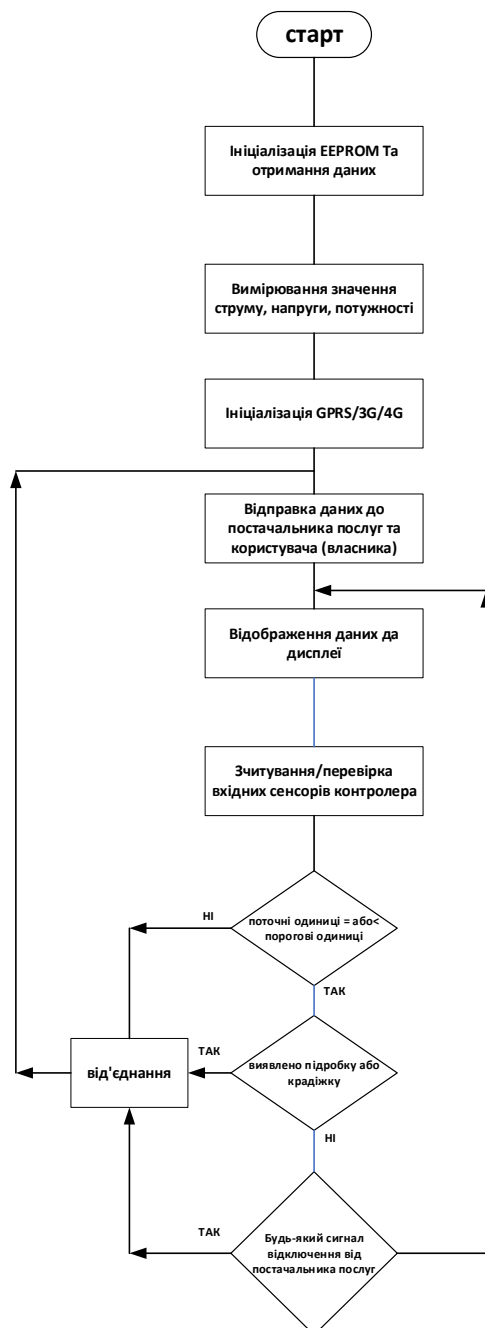 старт
Ініціалізація EEPROM Та
отримання даних
Вимірювання значення
струму, напруги, потужності
Ініціалізація GPRS/3G/4G
Відправка даних до
постачальника послуг та
користувача (власника)
Відображення даних да
дисплеї
Зчитування/перевірка
вхідних сенсорів контролера
НІ
поточні одиниці = або<
порогові одиниці
ТАК
від'єднання
ТАК
виявлено підробку або
крадіжку
НІ
ТАК
Будь-який сигнал
відключення від
постачальника послуг